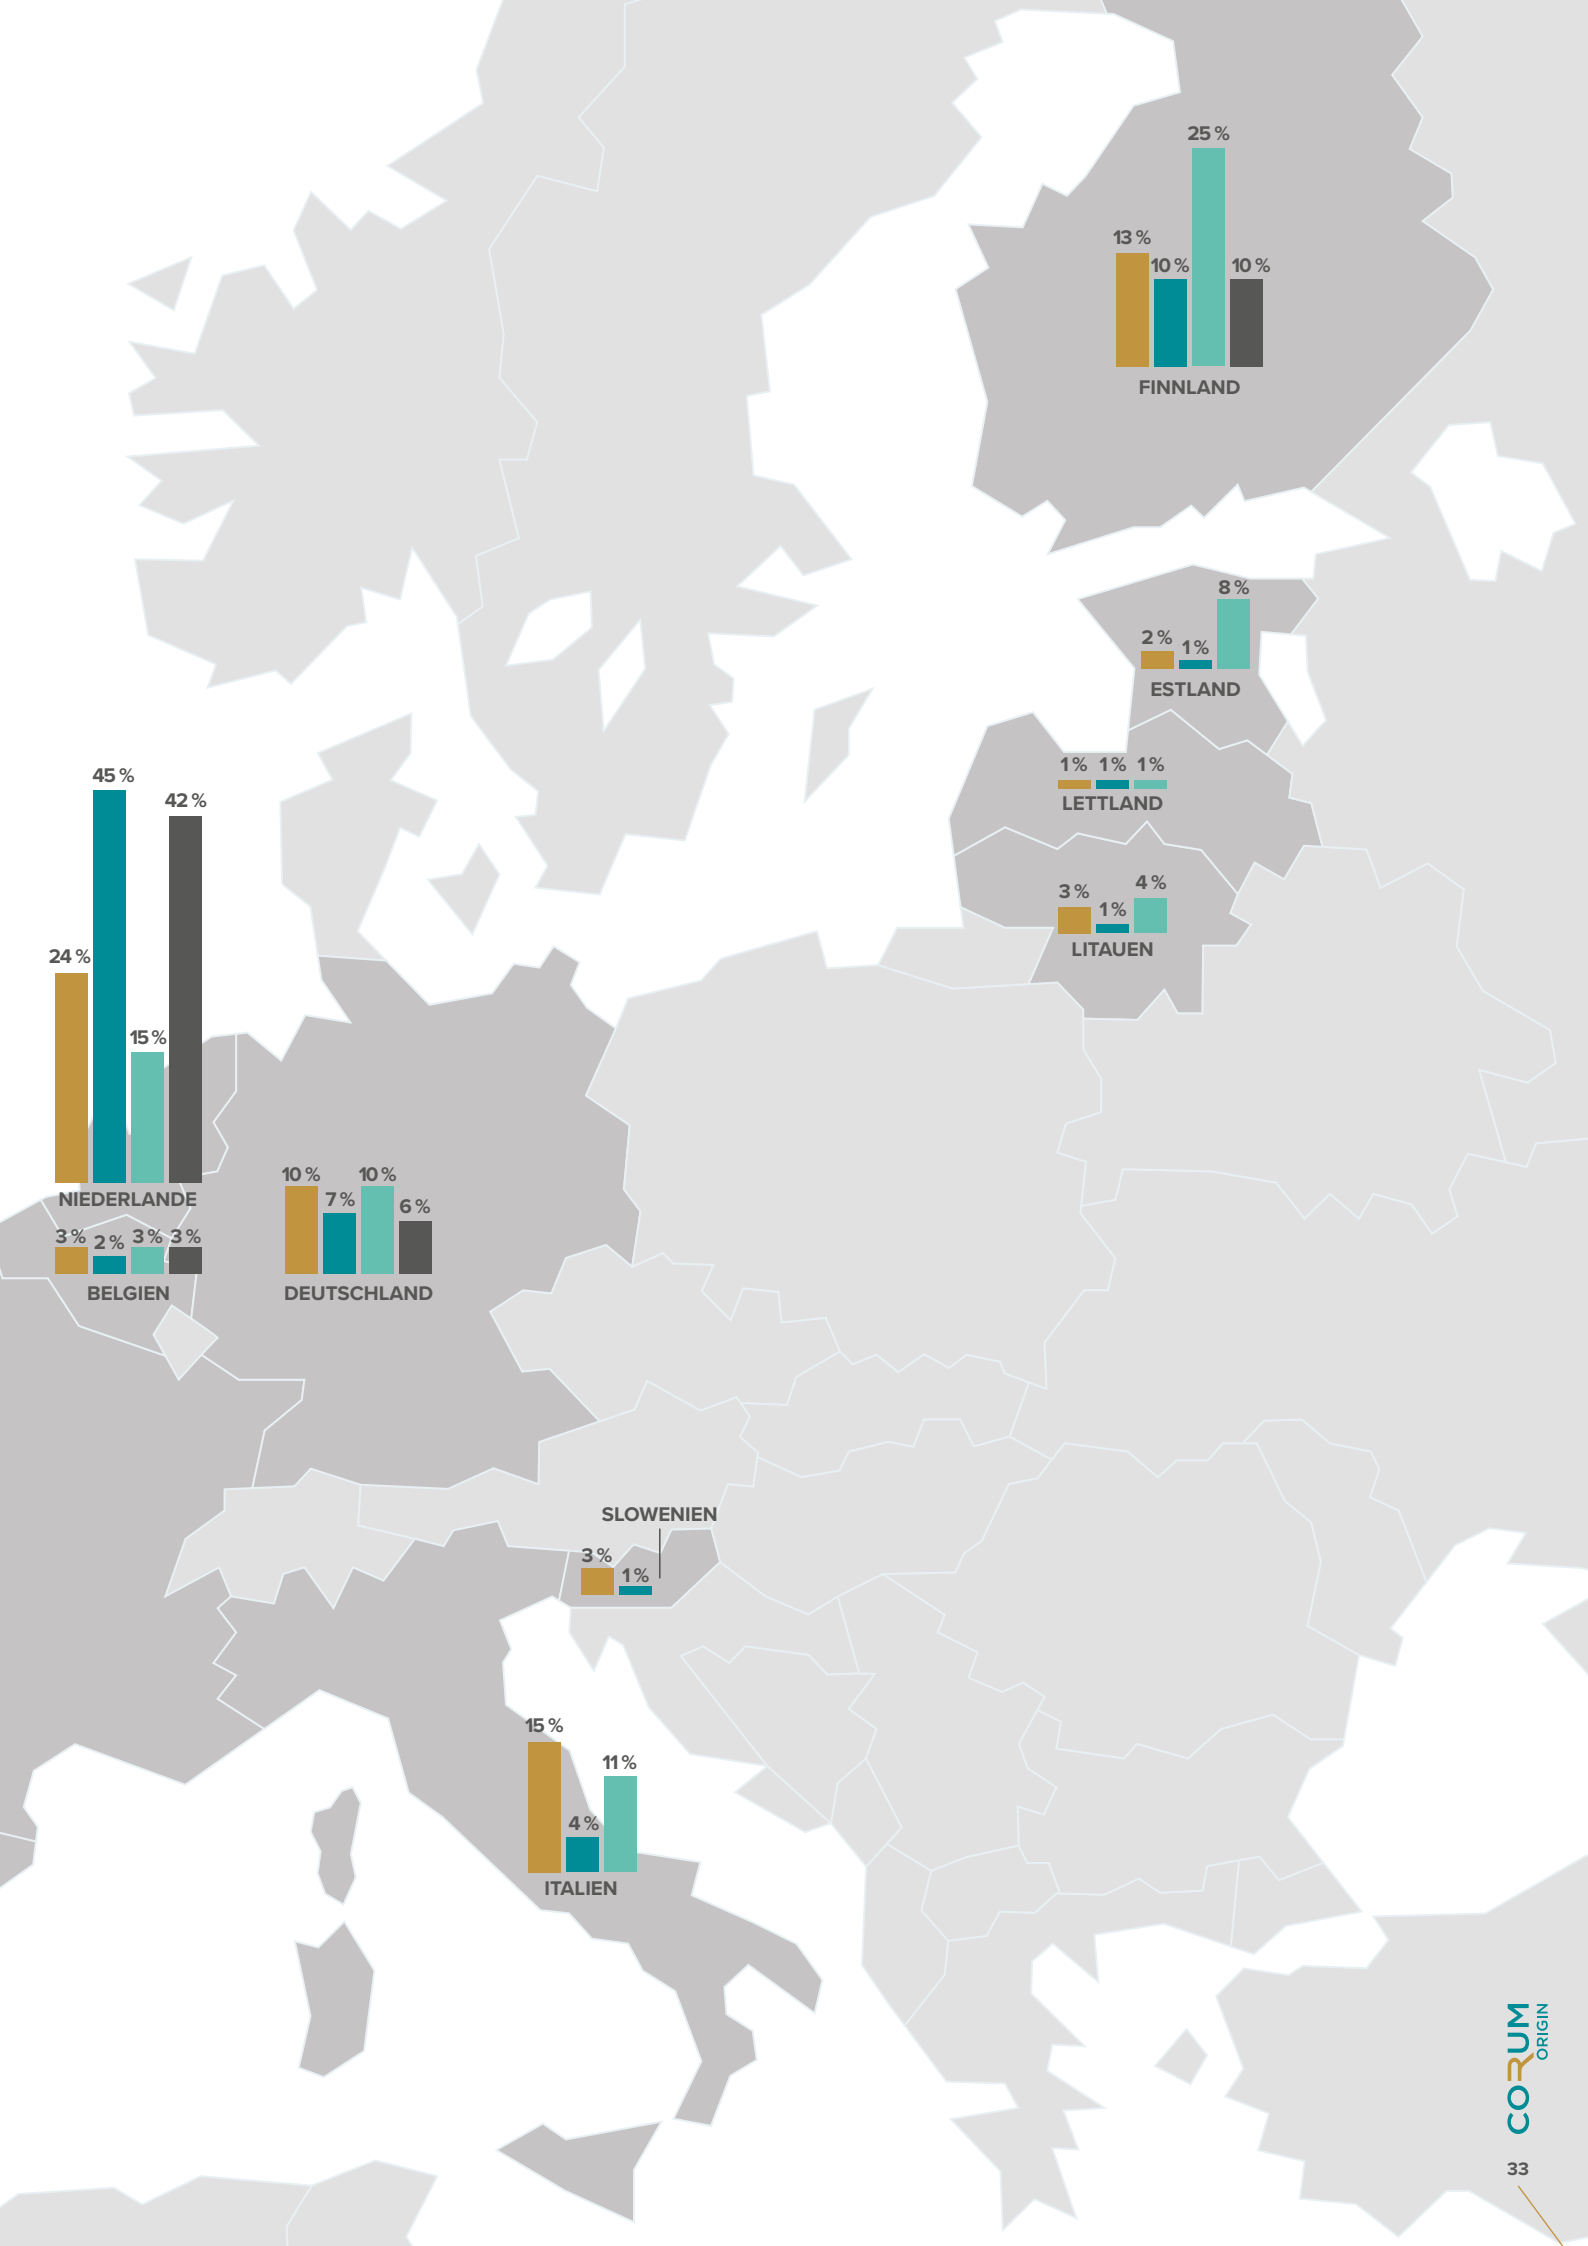 25 %
13 %
10 %
10 %
FINNLAND
8 %
2 %
1 %
ESTLAND
1 %
1 %
1 %
LETTLAND
3 %
1 %
4 %
LITAUEN
24 %
45 %
15 %
42 %
NIEDERLANDE
3 %
2 %
3 %
3 %
BELGIEN
10 %
7 %
10 %
6 %
DEUTSCHLAND
SLOWENIEN
3 %
1 %
15 %
4 %
11 %
ITALIEN
CORUM
ORIGIN
33